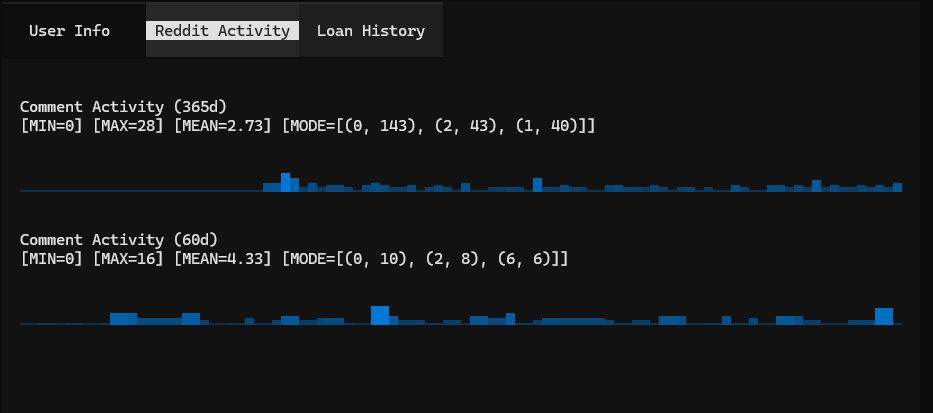 User Info Reddit Activity Loan History
Comment Activity (365d)
[MIN=0] [MAX=28] [MEAN=2.73] [MODE=[(0, 143), (2, 43), (1, 40)]]
Comment Activity (60d)
[MIN=0] [MAX=16] [MEAN=4.33] [MODE=[(0, 10), (2, 8), (6, 6)]]